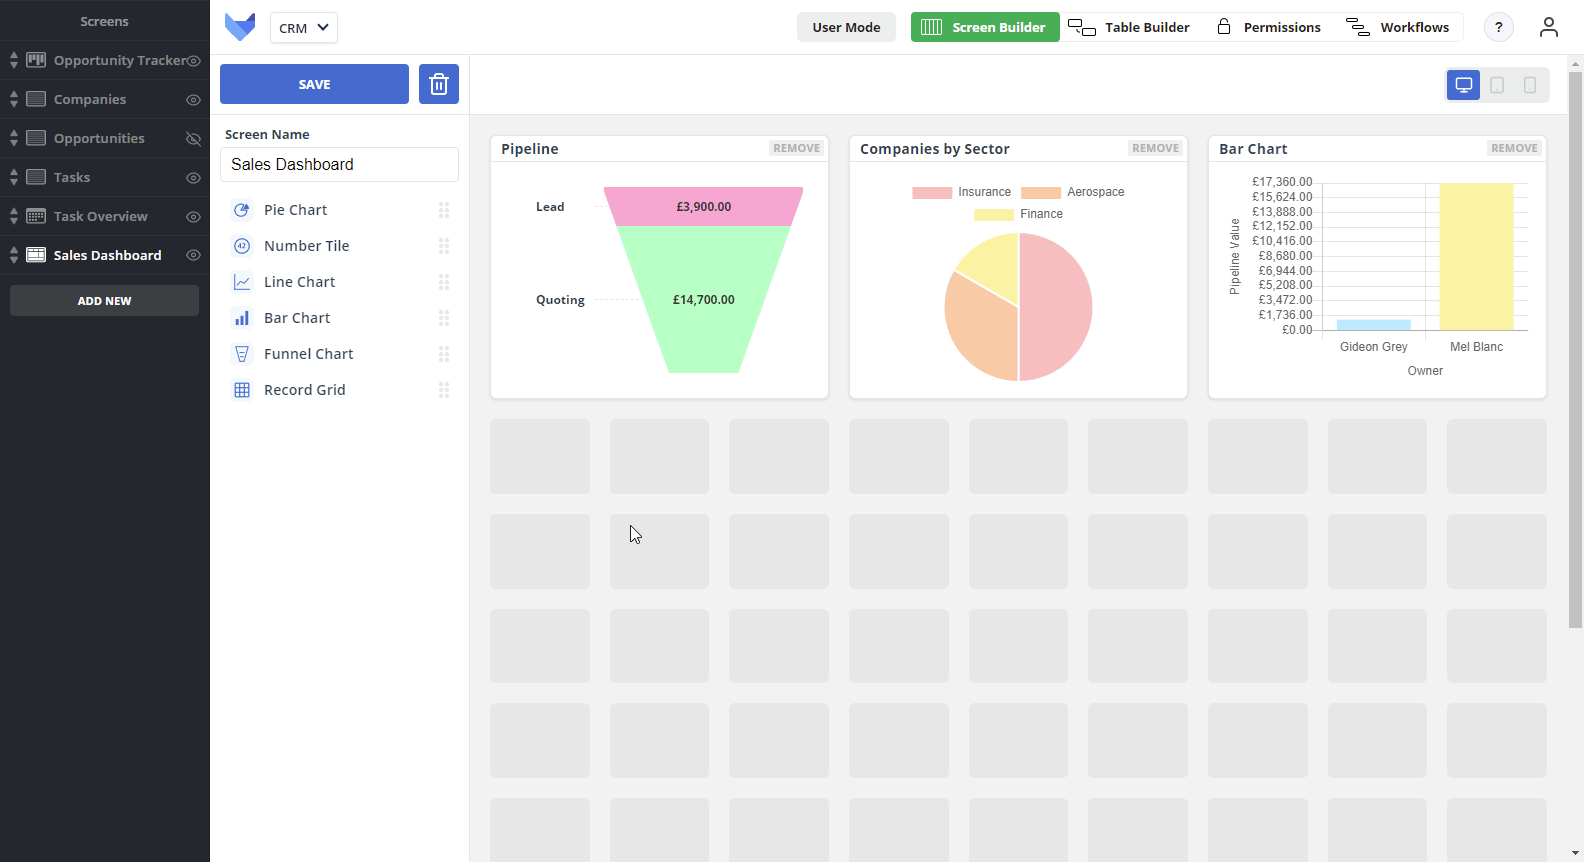 Screens
Opportunity Tracker
Companies
Opportunities
Tasks
Task Overview
Sales Dashboard
ADD NEW
CRM
User Mode
Screen Builder
Table Builder
Permissions
Workflows
?
SAVE
Screen Name
Sales Dashboard
Pie Chart
42
Number Tile
Line Chart
Bar Chart
Funnel Chart
Record Grid
Pipeline
REMOVE
Lead
£3,900.00
Quoting
£14,700.00
Companies by Sector
REMOVE
Insurance
Aerospace
Finance
Bar Chart
REMOVE
Pipeline Value
£17,360.00
£15,624.00
£13,888.00
£12,152.00
£10,416.00
£8,680.00
£6,944.00
£5,208.00
£3,472.00
£1,736.00
£0.00
Gideon Grey
Mel Blanc
Owner